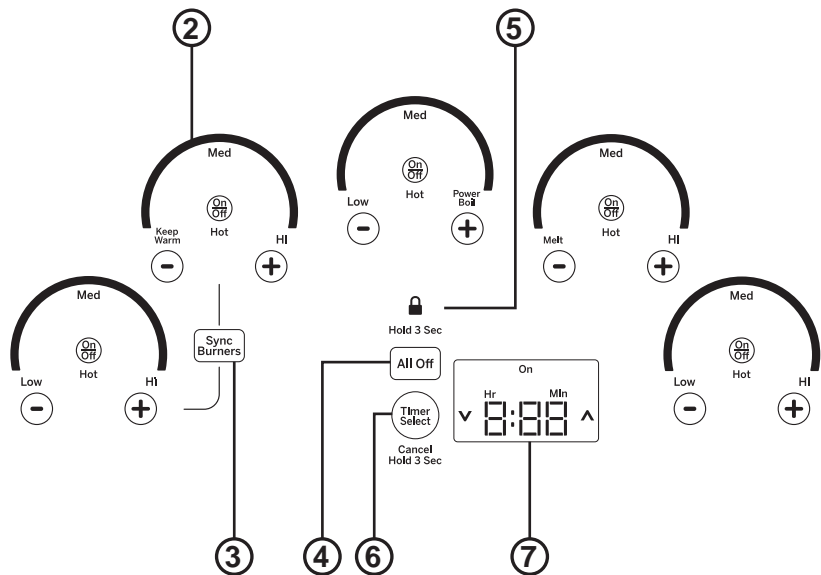 2
5
Med
On
Off
Hot
Keep
Warm
HI
Med
On
Off
Hot
Low
Power
Boil
Med
On
Off
Hot
Melt
HI
Med
On
Off
Hot
Low
HI
Sync
Burners
Hold 3 Sec
All Off
Timer
Select
Cancel
Hold 3 Sec
On
Hr Min
8:88
Med
On
Off
Hot
Low
HI
3
4
6
7